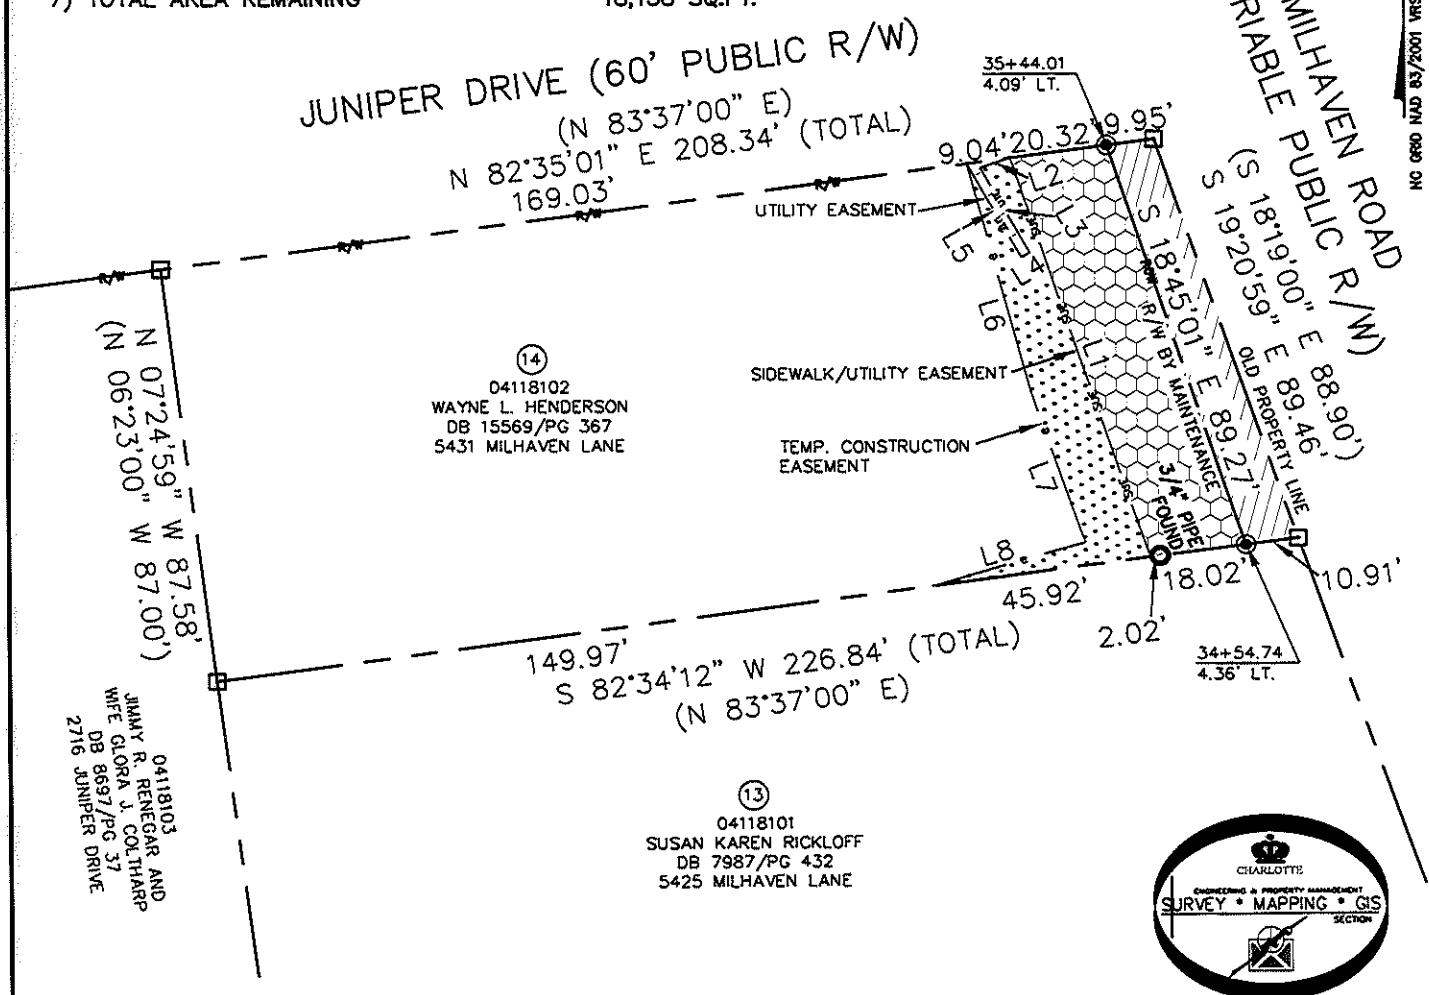 7) TOTAL AREA REMAINING
JUNIPER DRIVE (60' PUBLIC R/W)
(N 83°37'00" E)
N 82°35'01" E 208.34' (TOTAL)
169.03'
35+44.01
4.09' LT.
9.04'
20.32'
9.95'
MILHAVEN ROAD
RIABLE PUBLIC R/W)
(S 18°19'00" E 88.90')
S 19°20'59" E 89.46'
OLD PROPERTY LINE
S 18°45'01" E 89.27'
R/W BY MAINTENANCE
NC GRID NAD 83/2001 VRS
R/W
R/W
R/W
R/W
UTILITY EASEMENT
L2
L3
L4
L5
L6
L1
L7
L8
SIDEWALK/UTILITY EASEMENT
TEMP. CONSTRUCTION
EASEMENT
3/4" PIPE
FOUND
14
04118102
WAYNE L. HENDERSON
DB 15569/PG 367
5431 MILHAVEN LANE
N 07°24'59" W 87.58'
(N 06°23'00" W 87.00')
149.97'
45.92'
2.02'
18.02'
10.91'
34+54.74
4.36' LT.
S 82°34'12" W 226.84' (TOTAL)
(N 83°37'00" E)
04118103
JIMMY R. RENEGAR AND
WIFE GLORA J. COLTHARP
DB 8697/PG 37
2716 JUNIPER DRIVE
13
04118101
SUSAN KAREN RICKLOFF
DB 7987/PG 432
5425 MILHAVEN LANE
CHARLOTTE
ENGINEERING & PROPERTY MANAGEMENT
SURVEY * MAPPING * GIS
SECTION